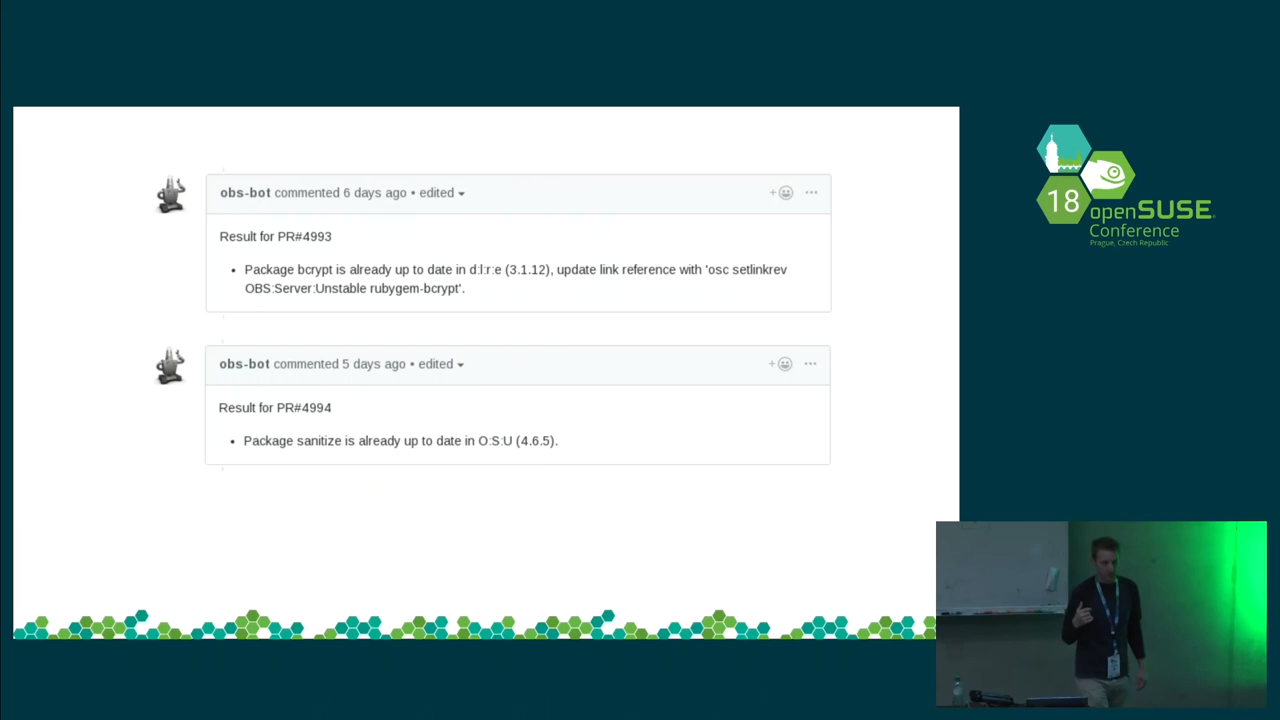 obs-bot commented 6 days ago • edited
Result for PR#4993
• Package bcrypt is already up to date in d:l:r:e (3.1.12), update link reference with 'osc setlinkrev
OBS:Server:Unstable rubygem-bcrypt'.
obs-bot commented 5 days ago • edited
Result for PR#4994
• Package sanitize is already up to date in O:S:U (4.6.5).
18
openSUSE
Conference
Prague, Czech Republic